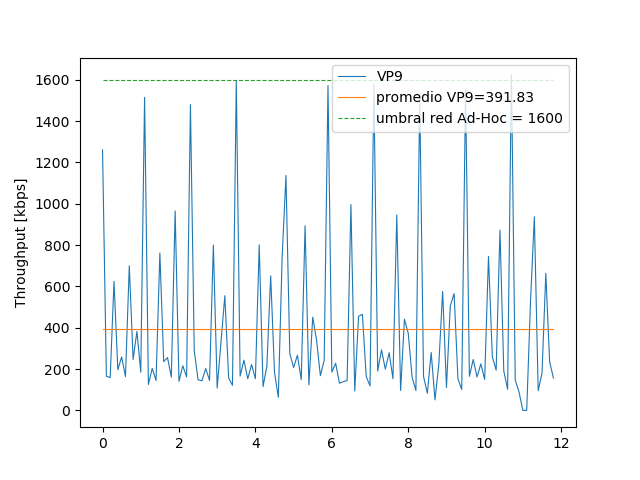 VP9
promedio VP9=391.83
umbral red Ad-Hoc = 1600
Throughput [kbps]
1600
1400
1200
1000
800
600
400
200
0
0 2 4 6 8 10 12